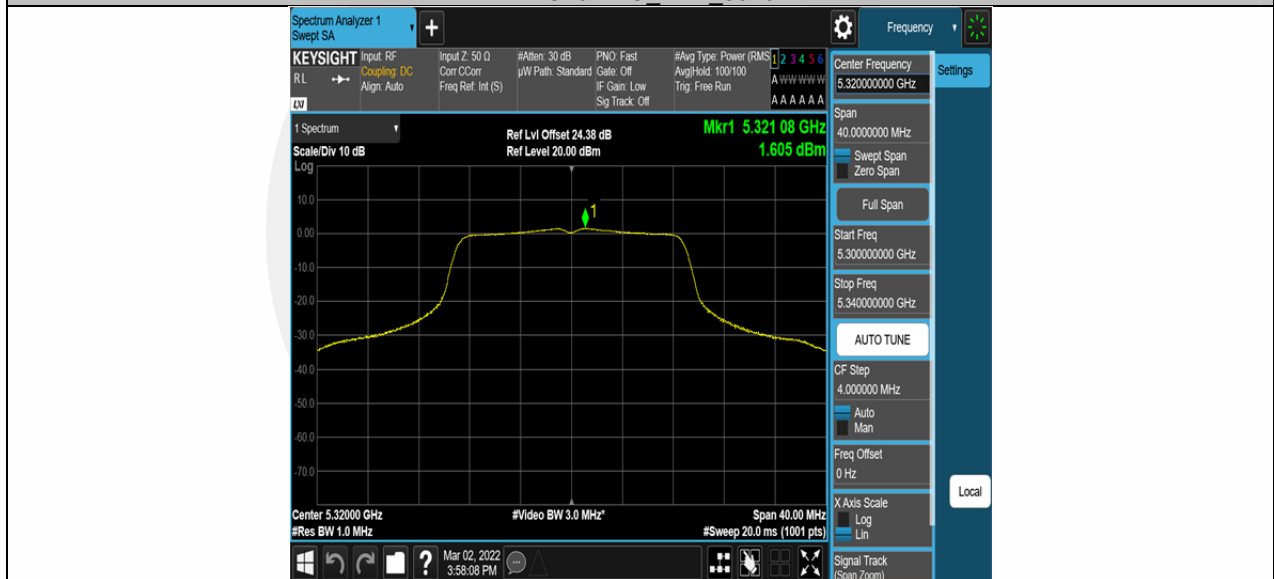 Spectrum Analyzer 1
Swept SA
+
Frequency
KEYSIGHT
RL
LXI
Input: RF
Coupling: DC
Align: Auto
Input Z: 50 Ω
Corr CCorr
Freq Ref: Int (S)
#Atten: 30 dB
µW Path: Standard
PNO: Fast
Gate: Off
IF Gain: Low
Sig Track: Off
#Avg Type: Power (RMS
Avg|Hold: 100/100
Trig: Free Run
1 2 3 4 5 6
A W W W W W
A A A A A A
Center Frequency
5.320000000 GHz
Settings
Span
40.0000000 MHz
Swept Span
Zero Span
Full Span
Start Freq
5.300000000 GHz
Stop Freq
5.340000000 GHz
AUTO TUNE
CF Step
4.000000 MHz
Auto
Man
Freq Offset
0 Hz
X Axis Scale
Log
Lin
Local
Signal Track
(Span Zoom)
1 Spectrum
Scale/Div 10 dB
Log
Ref Lvl Offset 24.38 dB
Ref Level 20.00 dBm
Mkr1 5.321 08 GHz
1.605 dBm
1
10.0
0.00
-10.0
-20.0
-30.0
-40.0
-50.0
-60.0
-70.0
Center 5.32000 GHz
#Res BW 1.0 MHz
#Video BW 3.0 MHz*
Span 40.00 MHz
#Sweep 20.0 ms (1001 pts)
?
Mar 02, 2022
3:58:08 PM